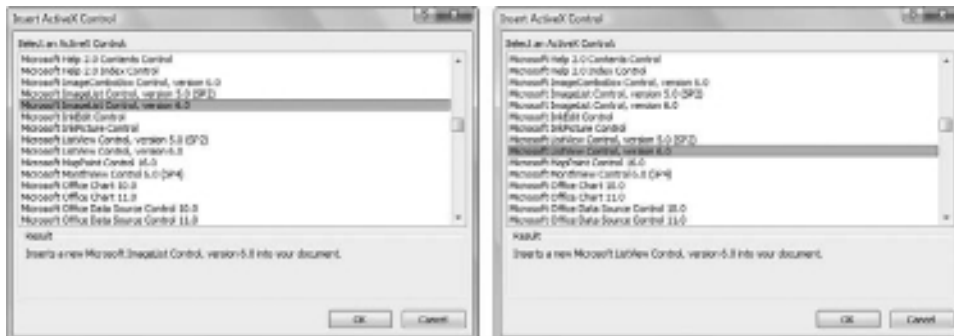 Insert ActiveX Control
Select an ActiveX Control:
Microsoft Help 2.0 Contents Control
Microsoft Help 2.0 Index Control
Microsoft ImageComboBox Control, version 6.0
Microsoft ImageList Control, version 5.0 (SP2)
Microsoft ImageList Control, version 6.0
Microsoft InkEdit Control
Microsoft InkPicture Control
Microsoft ListView Control, version 5.0 (SP2)
Microsoft ListView Control, version 6.0
Microsoft MapPoint Control 16.0
Microsoft MonthView Control 6.0 (SP4)
Microsoft Office Chart 10.0
Microsoft Office Chart 11.0
Microsoft Office Data Source Control 10.0
Microsoft Office Data Source Control 11.0
Result
Inserts a new Microsoft ImageList Control, version 6.0 into your document.
OK
Cancel
Insert ActiveX Control
Select an ActiveX Control:
Microsoft Help 2.0 Contents Control
Microsoft Help 2.0 Index Control
Microsoft ImageComboBox Control, version 6.0
Microsoft ImageList Control, version 5.0 (SP2)
Microsoft ImageList Control, version 6.0
Microsoft InkEdit Control
Microsoft InkPicture Control
Microsoft ListView Control, version 5.0 (SP2)
Microsoft ListView Control, version 6.0
Microsoft MapPoint Control 16.0
Microsoft MonthView Control 6.0 (SP4)
Microsoft Office Chart 10.0
Microsoft Office Chart 11.0
Microsoft Office Data Source Control 10.0
Microsoft Office Data Source Control 11.0
Result
Inserts a new Microsoft ListView Control, version 6.0 into your document.
OK
Cancel